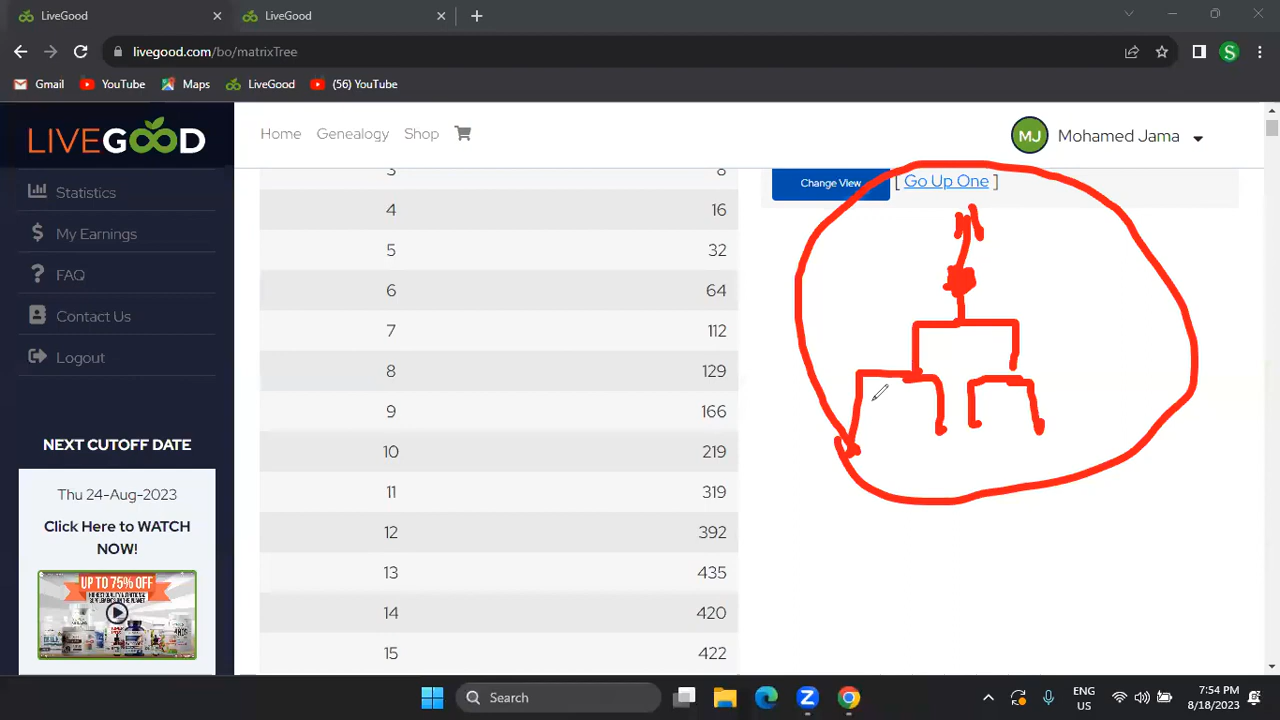 LiveGood
LiveGood
livegood.com/bo/matrixTree
S
Gmail YouTube Maps LiveGood (56) YouTube
LIVEGOOD
Home Genealogy Shop
MJ Mohamed Jama
Statistics
My Earnings
FAQ
Contact Us
Logout
NEXT CUTOFF DATE
Thu 24-Aug-2023
Click Here to WATCH
NOW!
UP TO 75% OFF
3 8
4 16
5 32
6 64
7 112
8 129
9 166
10 219
11 319
12 392
13 435
14 420
15 422
Change View [ Go Up One ]
Search
ENG
US
7:54 PM
8/18/2023